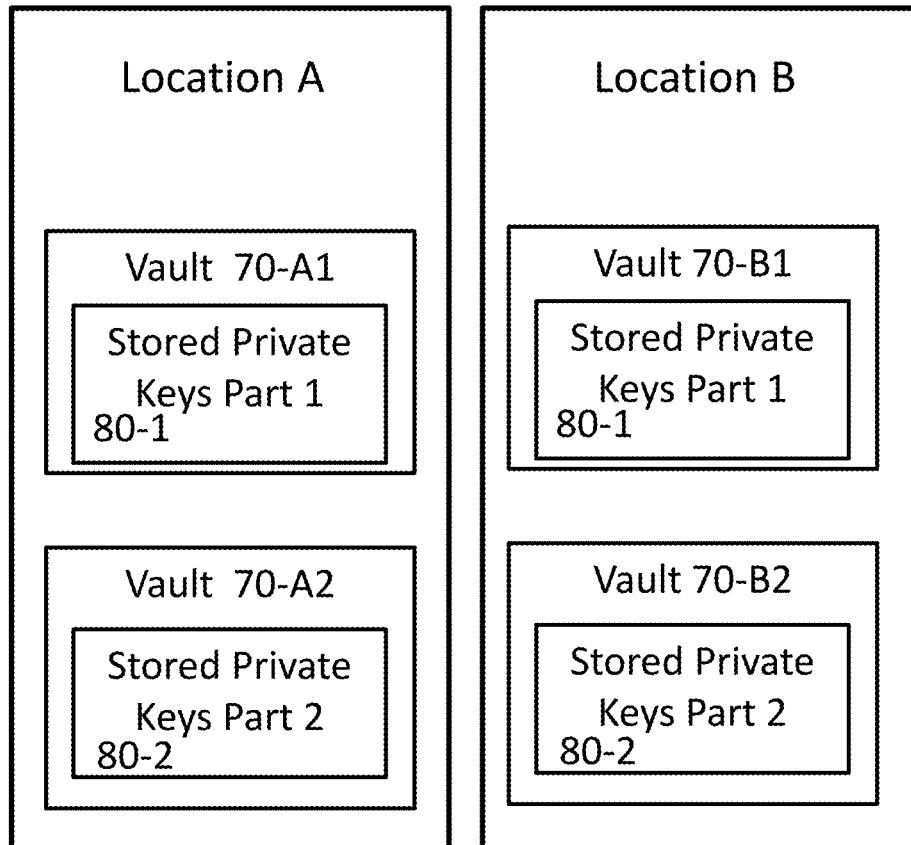 Location A
Vault 70-A1
Stored Private
Keys Part 1
80-1
Vault 70-A2
Stored Private
Keys Part 2
80-2
Location B
Vault 70-B1
Stored Private
Keys Part 1
80-1
Vault 70-B2
Stored Private
Keys Part 2
80-2